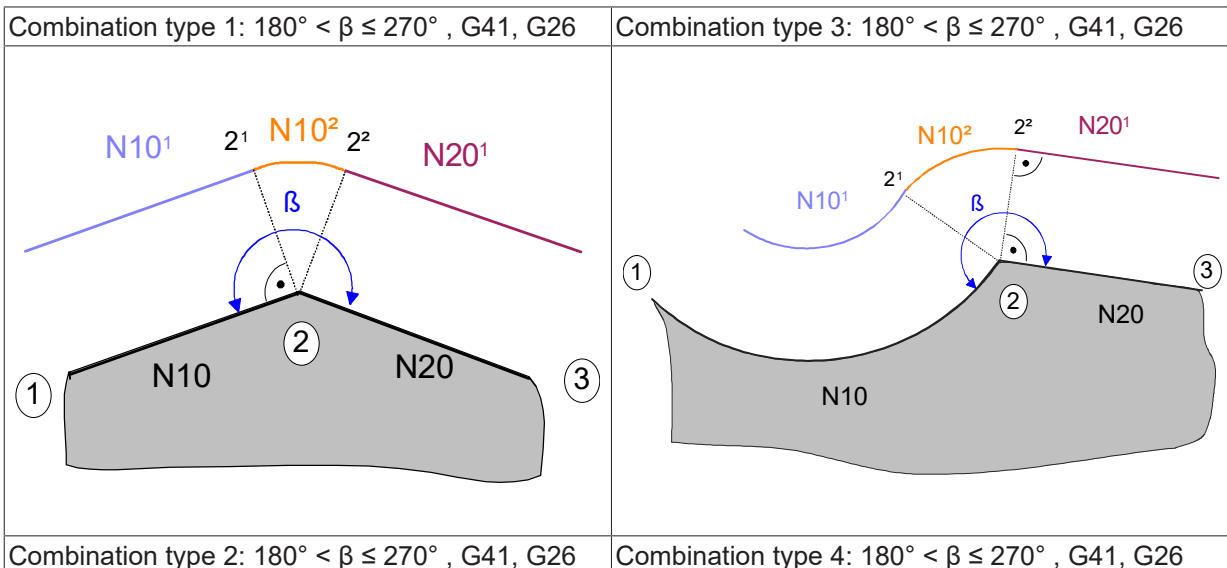 Combination type 1: 180° < β ≤ 270° , G41, G26
Combination type 3: 180° < β ≤ 270° , G41, G26
N10¹
2¹
N10²
2²
N20¹
ß
1
2
3
N10
N20
N10¹
2¹
N10²
2²
N20¹
ß
1
2
3
N10
N20
Combination type 2: 180° < β ≤ 270° , G41, G26
Combination type 4: 180° < β ≤ 270° , G41, G26